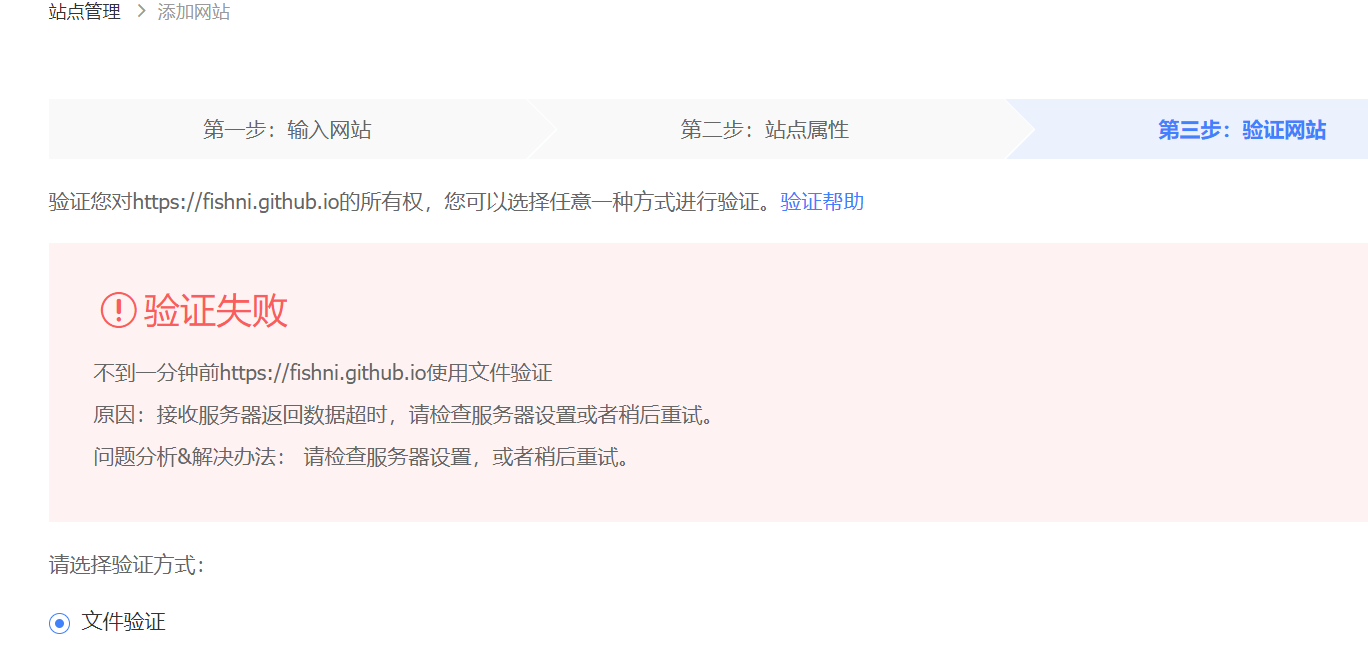 站点管理 > 添加网站
第一步：输入网站 第二步：站点属性 第三步：验证网站
验证您对https://fishni.github.io的所有权，您可以选择任意一种方式进行验证。验证帮助
验证失败
不到一分钟前https://fishni.github.io使用文件验证
原因：接收服务器返回数据超时，请检查服务器设置或者稍后重试。
问题分析&解决办法： 请检查服务器设置，或者稍后重试。
请选择验证方式：
文件验证